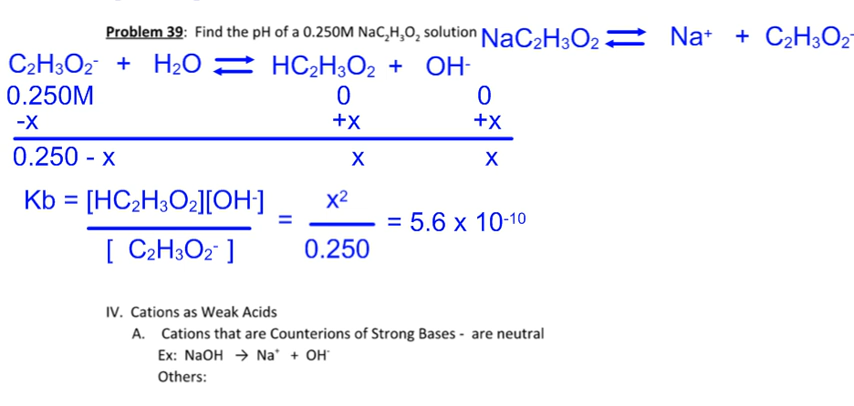 Problem 39: Find the pH of a 0.250M NaC₂H₃O₂ solution NaC₂H₃O₂ ⇌ Na⁺ + C₂H₃O₂⁻
C₂H₃O₂⁻ + H₂O ⇌ HC₂H₃O₂ + OH⁻
0.250M 0 0
-x +x +x
0.250 - x x x
Kb = [HC₂H₃O₂][OH⁻] = x² = 5.6 x 10⁻¹⁰
[ C₂H₃O₂⁻ ] 0.250
IV. Cations as Weak Acids
A. Cations that are Counterions of Strong Bases - are neutral
Ex: NaOH → Na⁺ + OH⁻
Others: